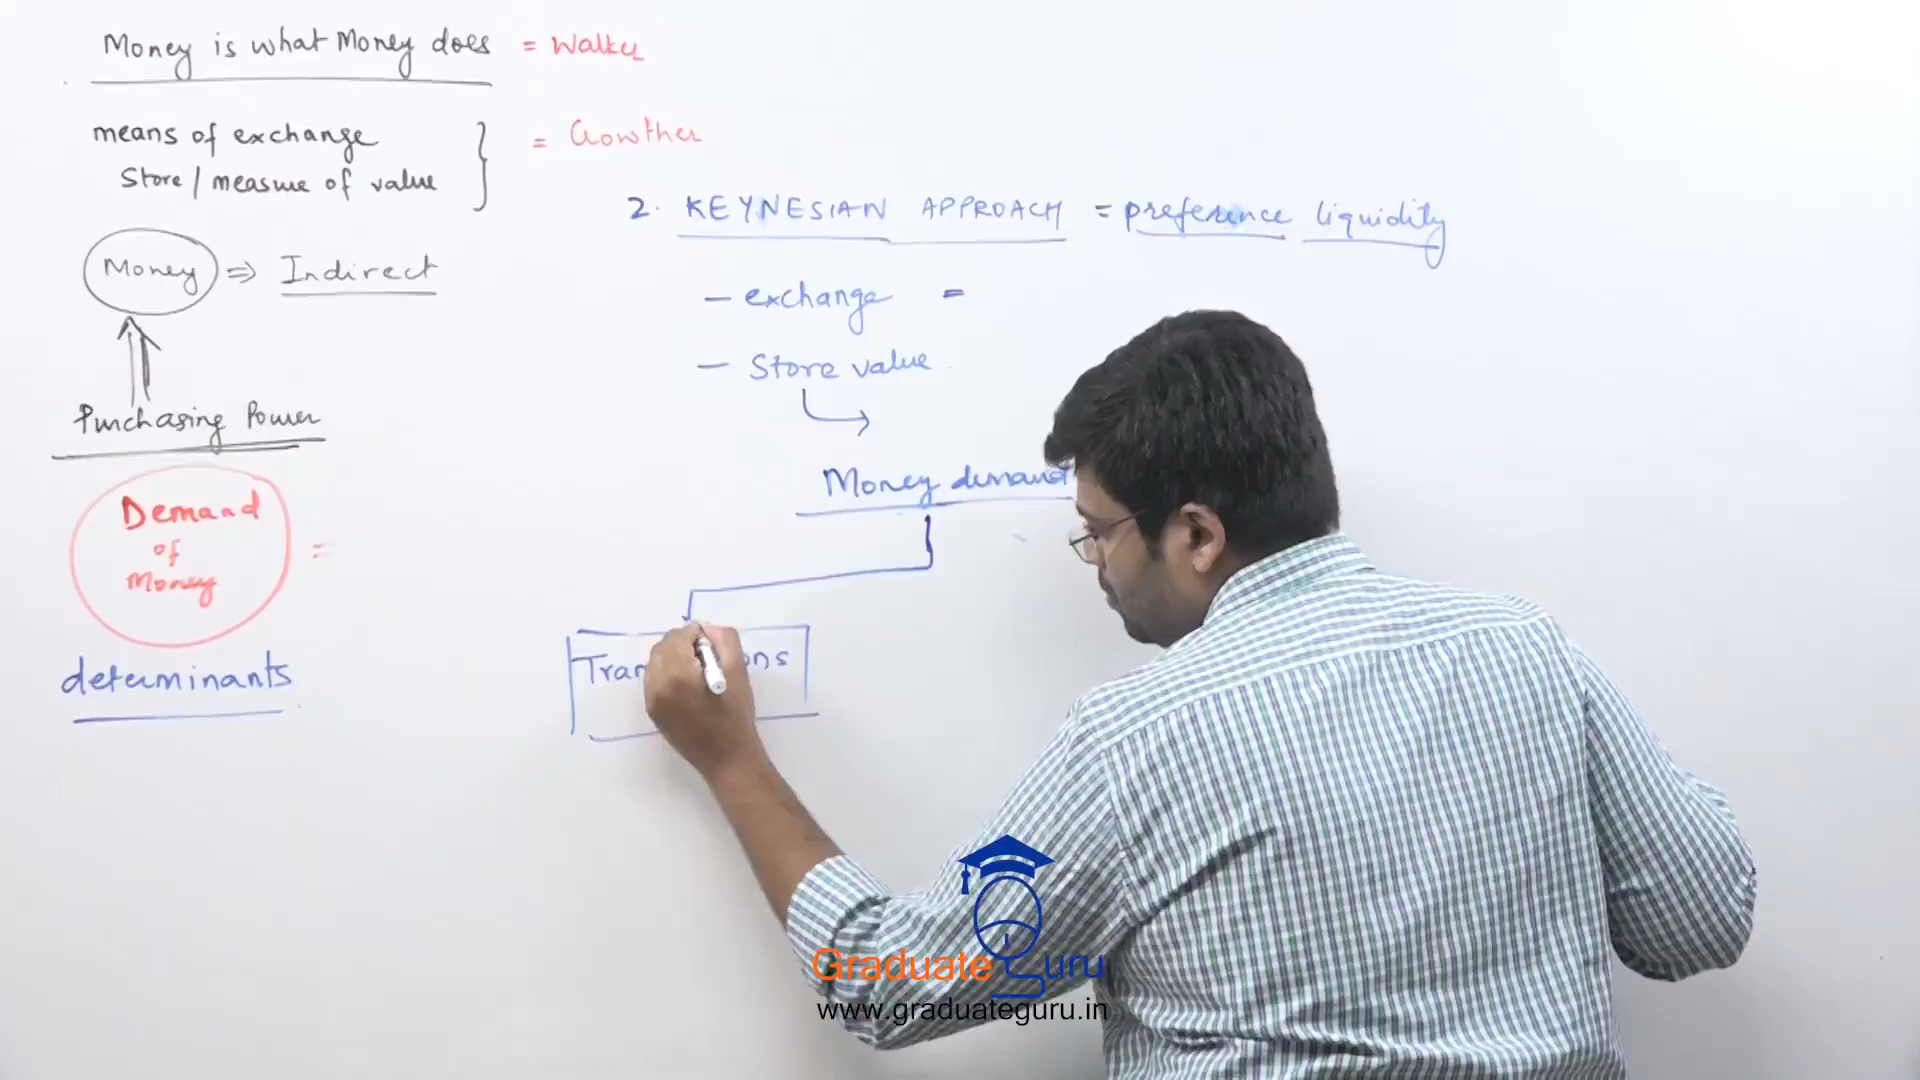 Money is what Money does = Walker
means of exchange
Store / measure of value
= Crowther
Money ⇒ Indirect
Purchasing Power
Demand
of
Money
=
determinants
2. KEYNESIAN APPROACH = preference liquidity
- exchange =
- Store value
Money demand
Graduate Guru
www.graduateguru.in